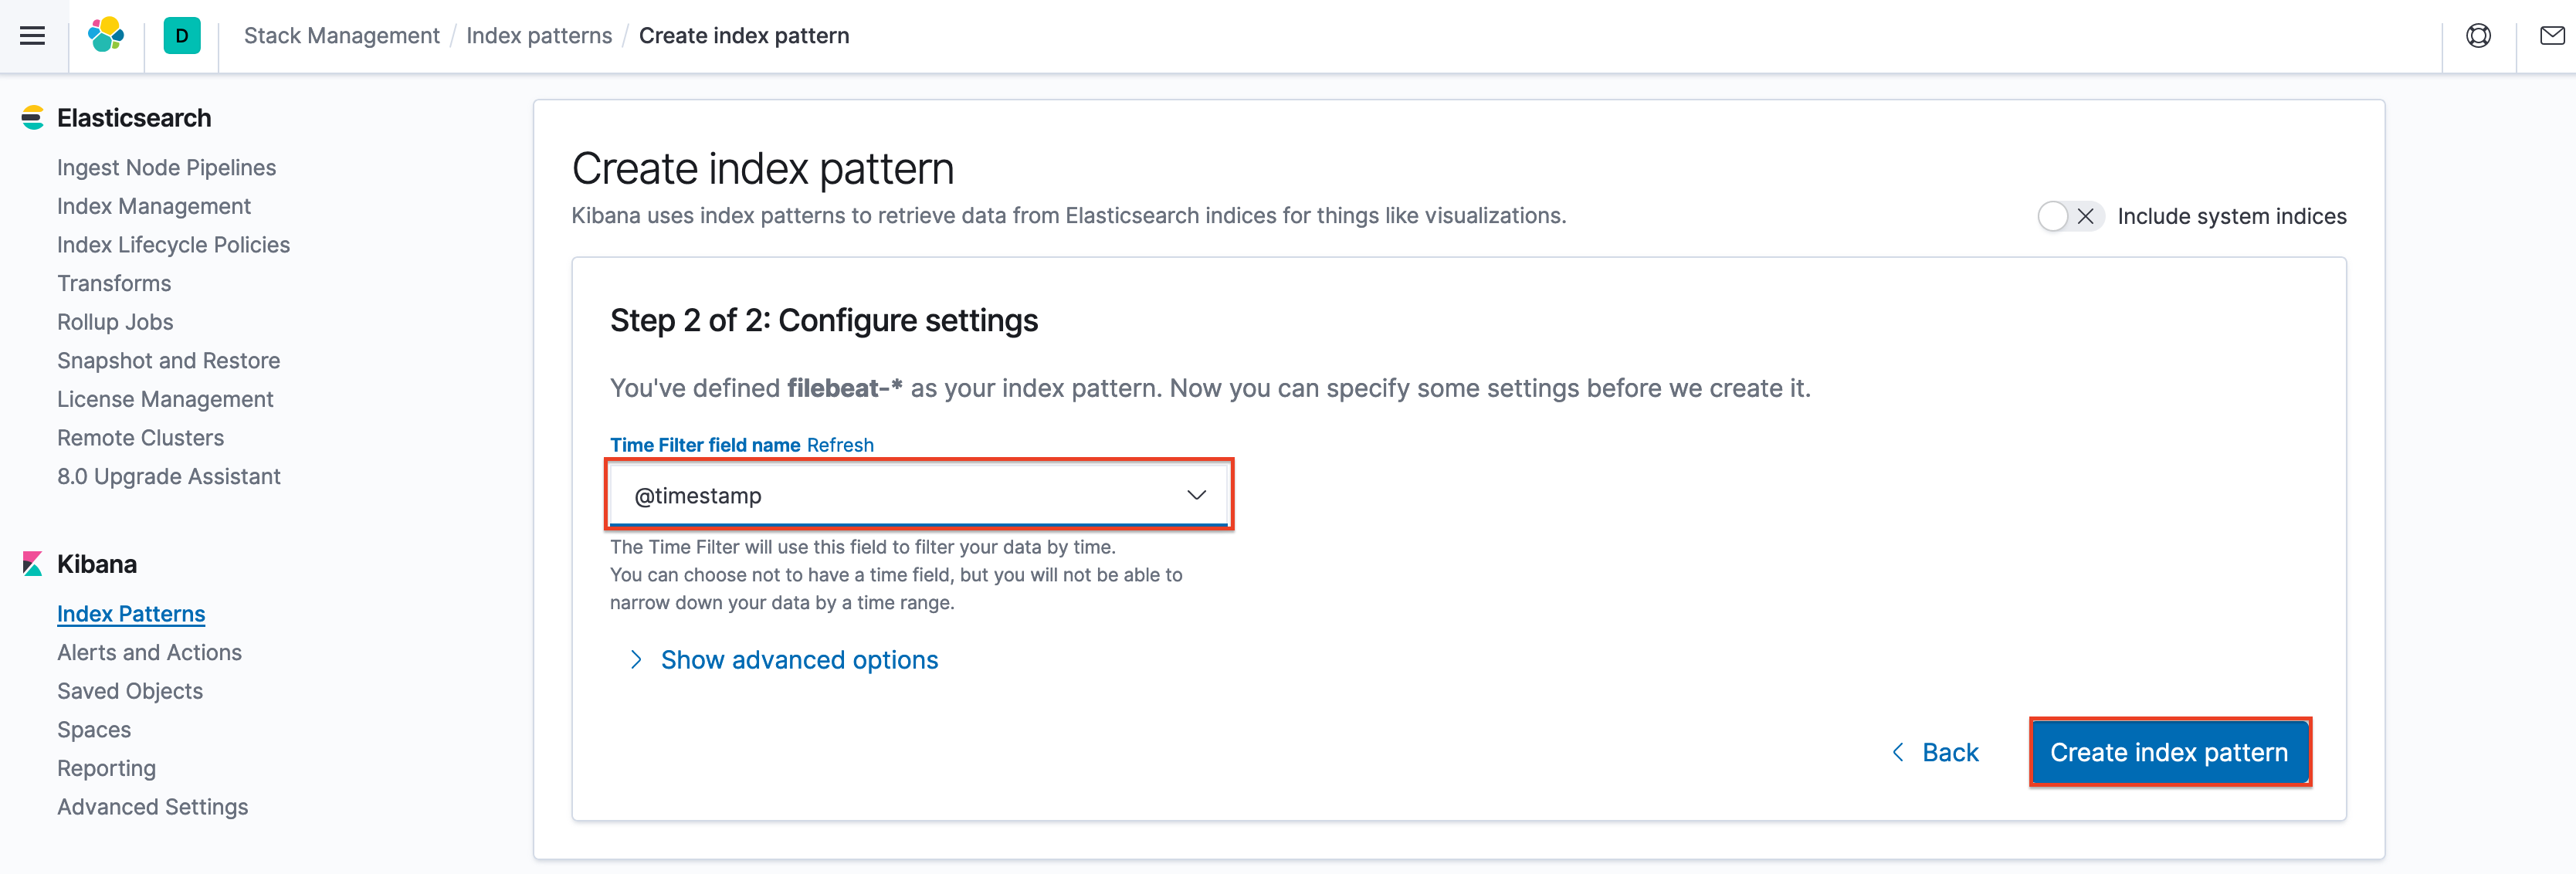 D Stack Management / Index patterns / Create index pattern
Elasticsearch
Ingest Node Pipelines
Index Management
Index Lifecycle Policies
Transforms
Rollup Jobs
Snapshot and Restore
License Management
Remote Clusters
8.0 Upgrade Assistant
Kibana
Index Patterns
Alerts and Actions
Saved Objects
Spaces
Reporting
Advanced Settings
Create index pattern
Kibana uses index patterns to retrieve data from Elasticsearch indices for things like visualizations.
Include system indices
Step 2 of 2: Configure settings
You've defined filebeat-* as your index pattern. Now you can specify some settings before we create it.
Time Filter field name Refresh
@timestamp
The Time Filter will use this field to filter your data by time.
You can choose not to have a time field, but you will not be able to
narrow down your data by a time range.
Show advanced options
Back
Create index pattern